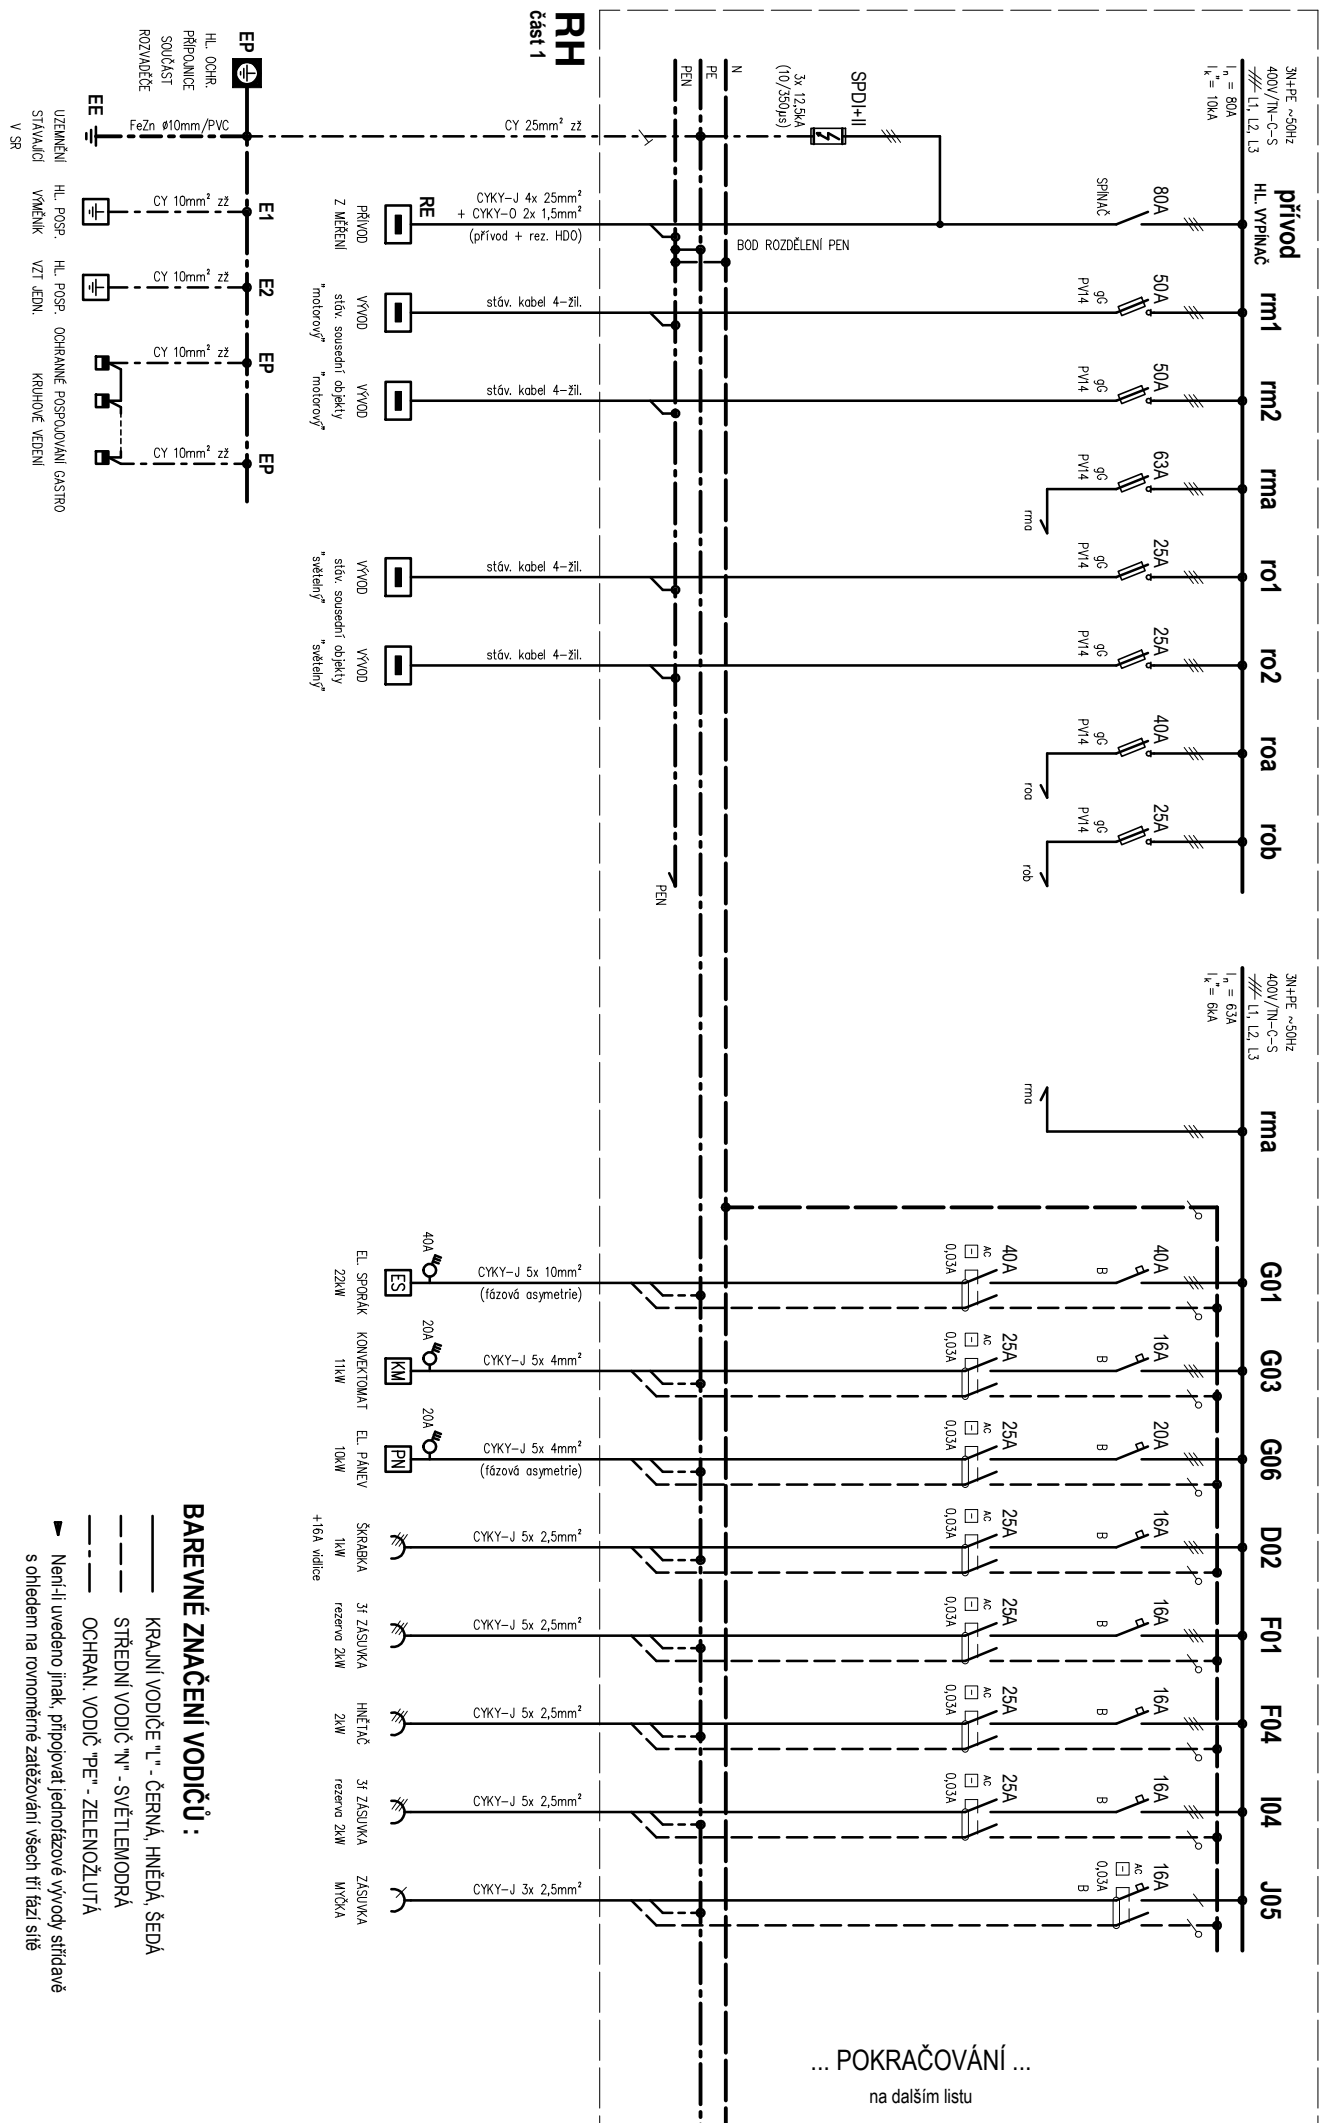 RH
část 1
3N+PE ~50Hz
400V/TN-C-S
L1, L2, L3
In = 80A
Ik" = 10kA
přívod
HL. VYPÍNAČ
80A
SPÍNAČ
SPDI+II
3x 12,5kA
(10/350µs)
N
PE
PEN
BOD ROZDĚLENÍ PEN
CYKY-J 4x 25mm²
+ CYKY-O 2x 1,5mm²
(přívod + rez. HDO)
RE
PŘÍVOD
Z MĚŘENÍ
rm1
50A
gG
PV14
stáv. kabel 4-žil.
VÝVOD
stáv. sousední objekty
"motorový"
rm2
50A
gG
PV14
stáv. kabel 4-žil.
VÝVOD
"motorový"
rma
63A
gG
PV14
rma
ro1
25A
gG
PV14
stáv. kabel 4-žil.
VÝVOD
stáv. sousední objekty
"světelný"
ro2
25A
gG
PV14
stáv. kabel 4-žil.
VÝVOD
"světelný"
roa
40A
gG
PV14
roa
rob
25A
gG
PV14
rob
PEN
EP
HL. OCHR.
PŘÍPOJNICE
SOUČÁST
ROZVADĚČE
CY 25mm² zž
FeZn ø10mm/PVC
EE
UZEMNĚNÍ
STÁVAJÍCÍ
V SR
E1
CY 10mm² zž
HL. POSP.
VÝMĚNÍK
E2
CY 10mm² zž
HL. POSP.
VZT JEDN.
EP
CY 10mm² zž
OCHRANNÉ POSPOJOVÁNÍ GASTRO
KRUHOVÉ VEDENÍ
EP
CY 10mm² zž
3N+PE ~50Hz
400V/TN-C-S
L1, L2, L3
In = 63A
Ik" = 6kA
rma
rma
G01
40A
B
40A
AC
0,03A
CYKY-J 5x 10mm²
(fázová asymetrie)
40A
ES
EL. SPORÁK
22kW
G03
16A
B
25A
AC
0,03A
CYKY-J 5x 4mm²
20A
KM
KONVEKTOMAT
11kW
G06
20A
B
25A
AC
0,03A
CYKY-J 5x 4mm²
(fázová asymetrie)
20A
PN
EL. PÁNEV
10kW
D02
16A
B
25A
AC
0,03A
CYKY-J 5x 2,5mm²
ŠKRABKA
1kW
+16A vidlice
F01
16A
B
25A
AC
0,03A
CYKY-J 5x 2,5mm²
3f ZÁSUVKA
rezerva 2kW
F04
16A
B
25A
AC
0,03A
CYKY-J 5x 2,5mm²
HNĚTAČ
2kW
I04
16A
B
25A
AC
0,03A
CYKY-J 5x 2,5mm²
3f ZÁSUVKA
rezerva 2kW
J05
16A
AC
0,03A
B
CYKY-J 3x 2,5mm²
ZÁSUVKA
MYČKA
... POKRAČOVÁNÍ ...
na dalším listu
BAREVNÉ ZNAČENÍ VODIČŮ :
KRAJNÍ VODIČE "L" - ČERNÁ, HNĚDÁ, ŠEDÁ
STŘEDNÍ VODIČ "N" - SVĚTLEMODRÁ
OCHRAN. VODIČ "PE" - ZELENOŽLUTÁ
Není-li uvedeno jinak, připojovat jednofázové vývody střídavě
s ohledem na rovnoměrné zatěžování všech tří fází sítě